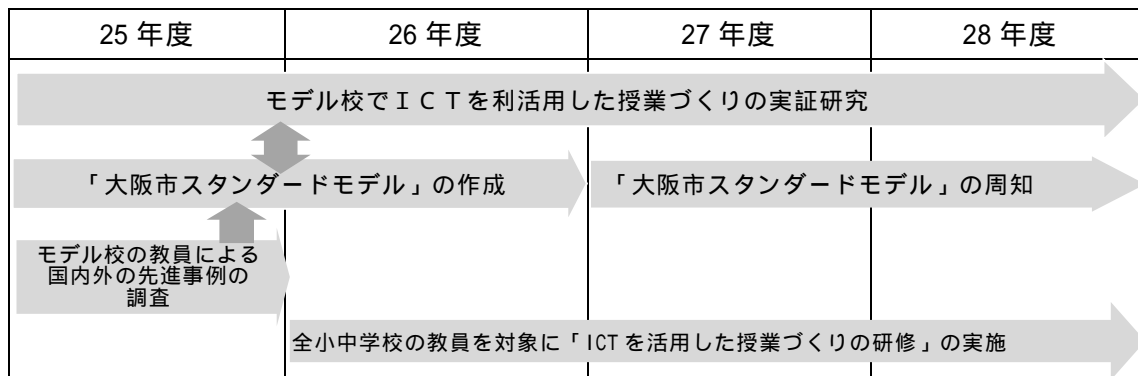 25 年度 26 年度 27 年度 28 年度
モデル校でＩＣＴを利活用した授業づくりの実証研究
「大阪市スタンダードモデル」の作成 「大阪市スタンダードモデル」の周知
モデル校の教員による
国内外の先進事例の
調査
全小中学校の教員を対象に「ICTを活用した授業づくりの研修」の実施